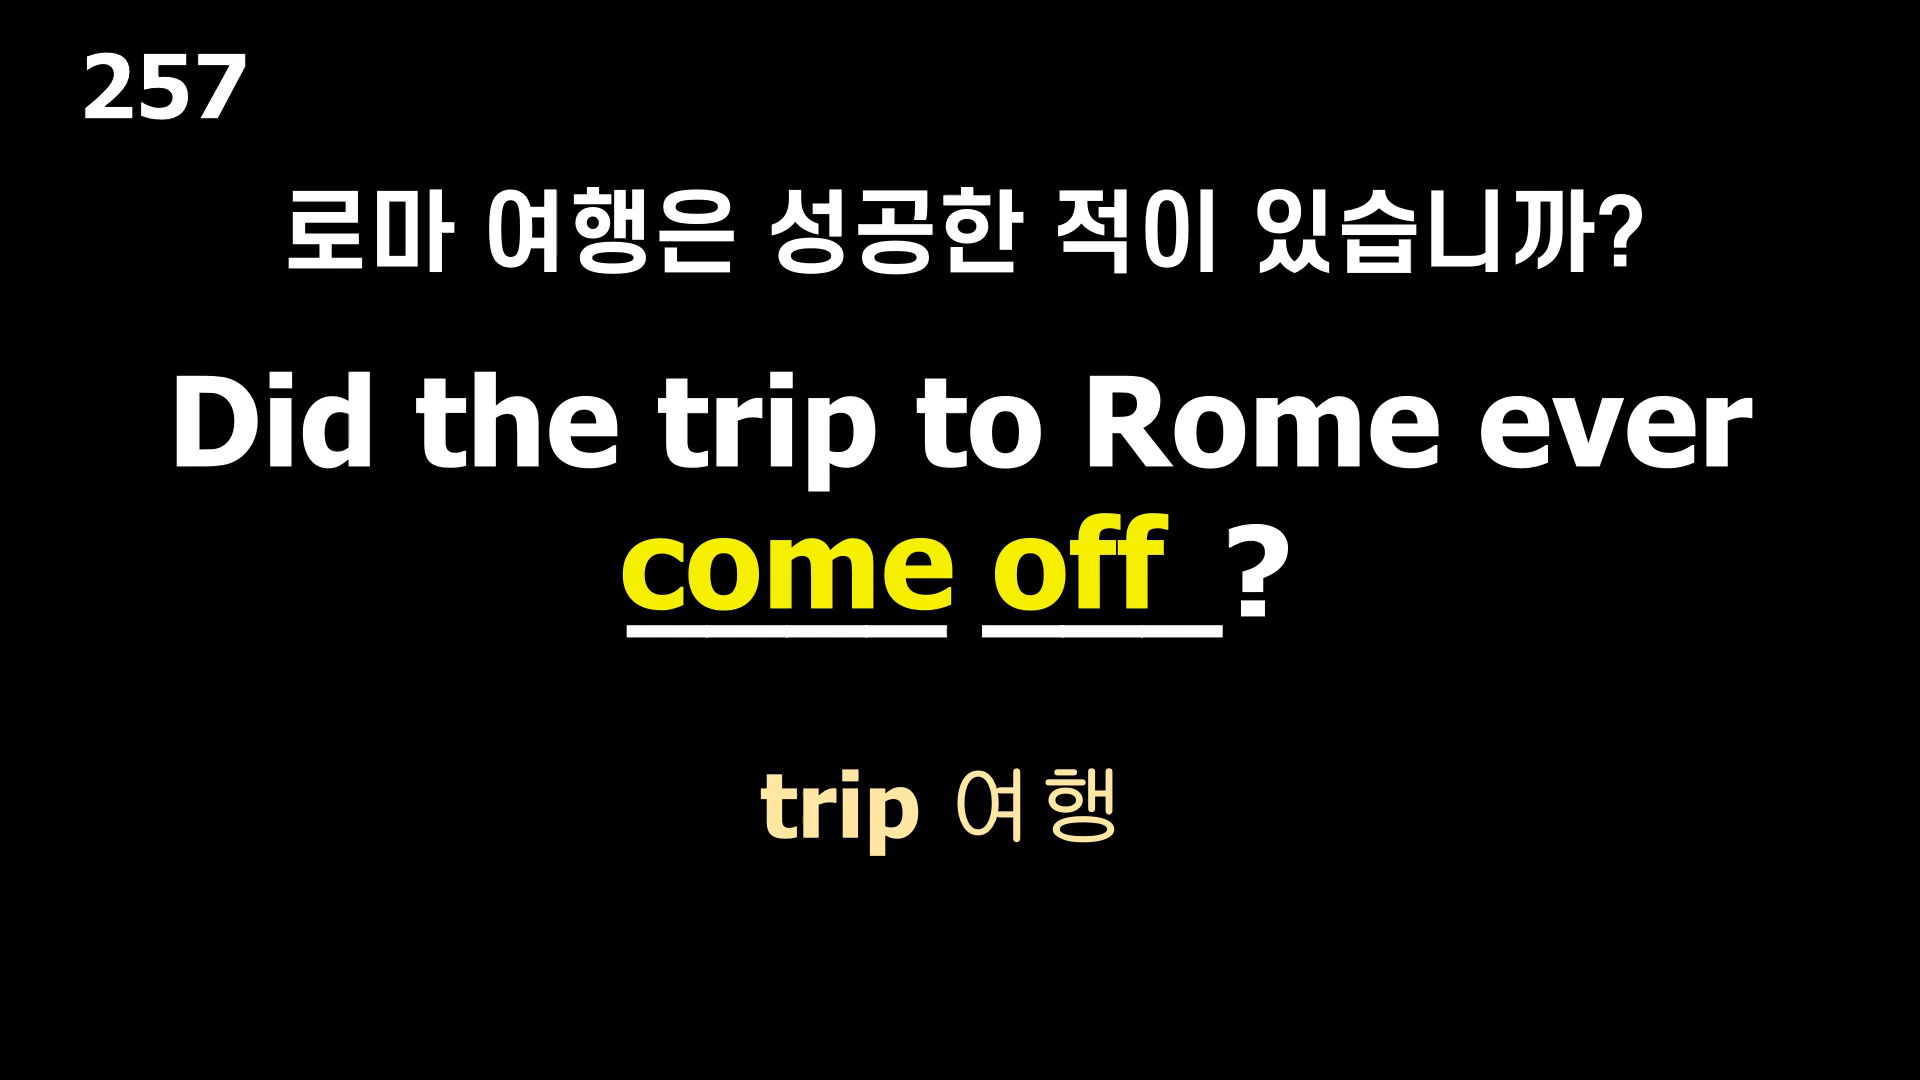 257
로마 여행은 성공한 적이 있습니까?
Did the trip to Rome ever
come off ?
trip 여행